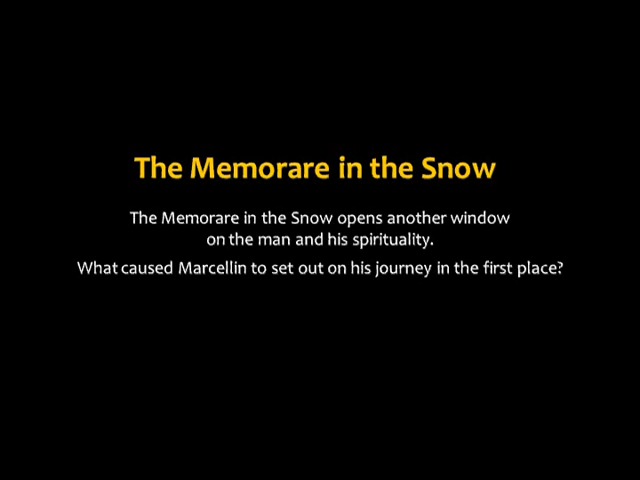 The Memorare in the Snow
The Memorare in the Snow opens another window
on the man and his spirituality.
What caused Marcellin to set out on his journey in the first place?